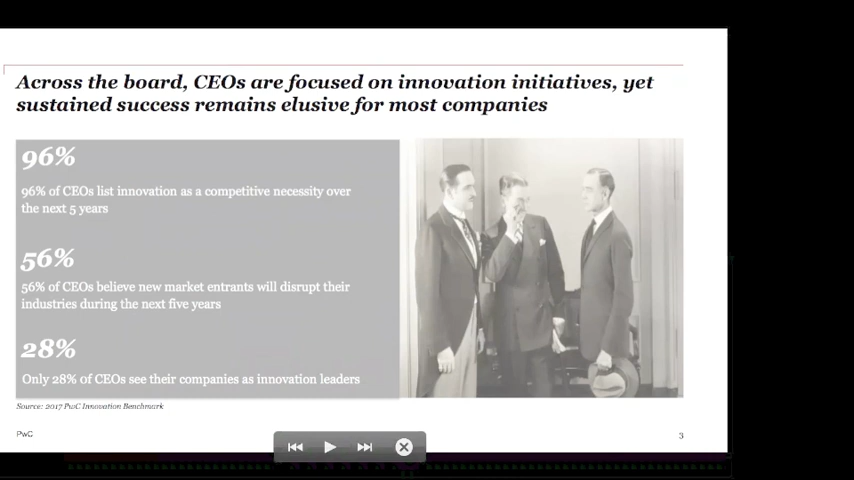 Across the board, CEOs are focused on innovation initiatives, yet
sustained success remains elusive for most companies
96%
96% of CEOs list innovation as a competitive necessity over
the next 5 years
56%
56% of CEOs believe new market entrants will disrupt their
industries during the next five years
28%
Only 28% of CEOs see their companies as innovation leaders
Source: 2017 PwC Innovation Benchmark
PwC
3